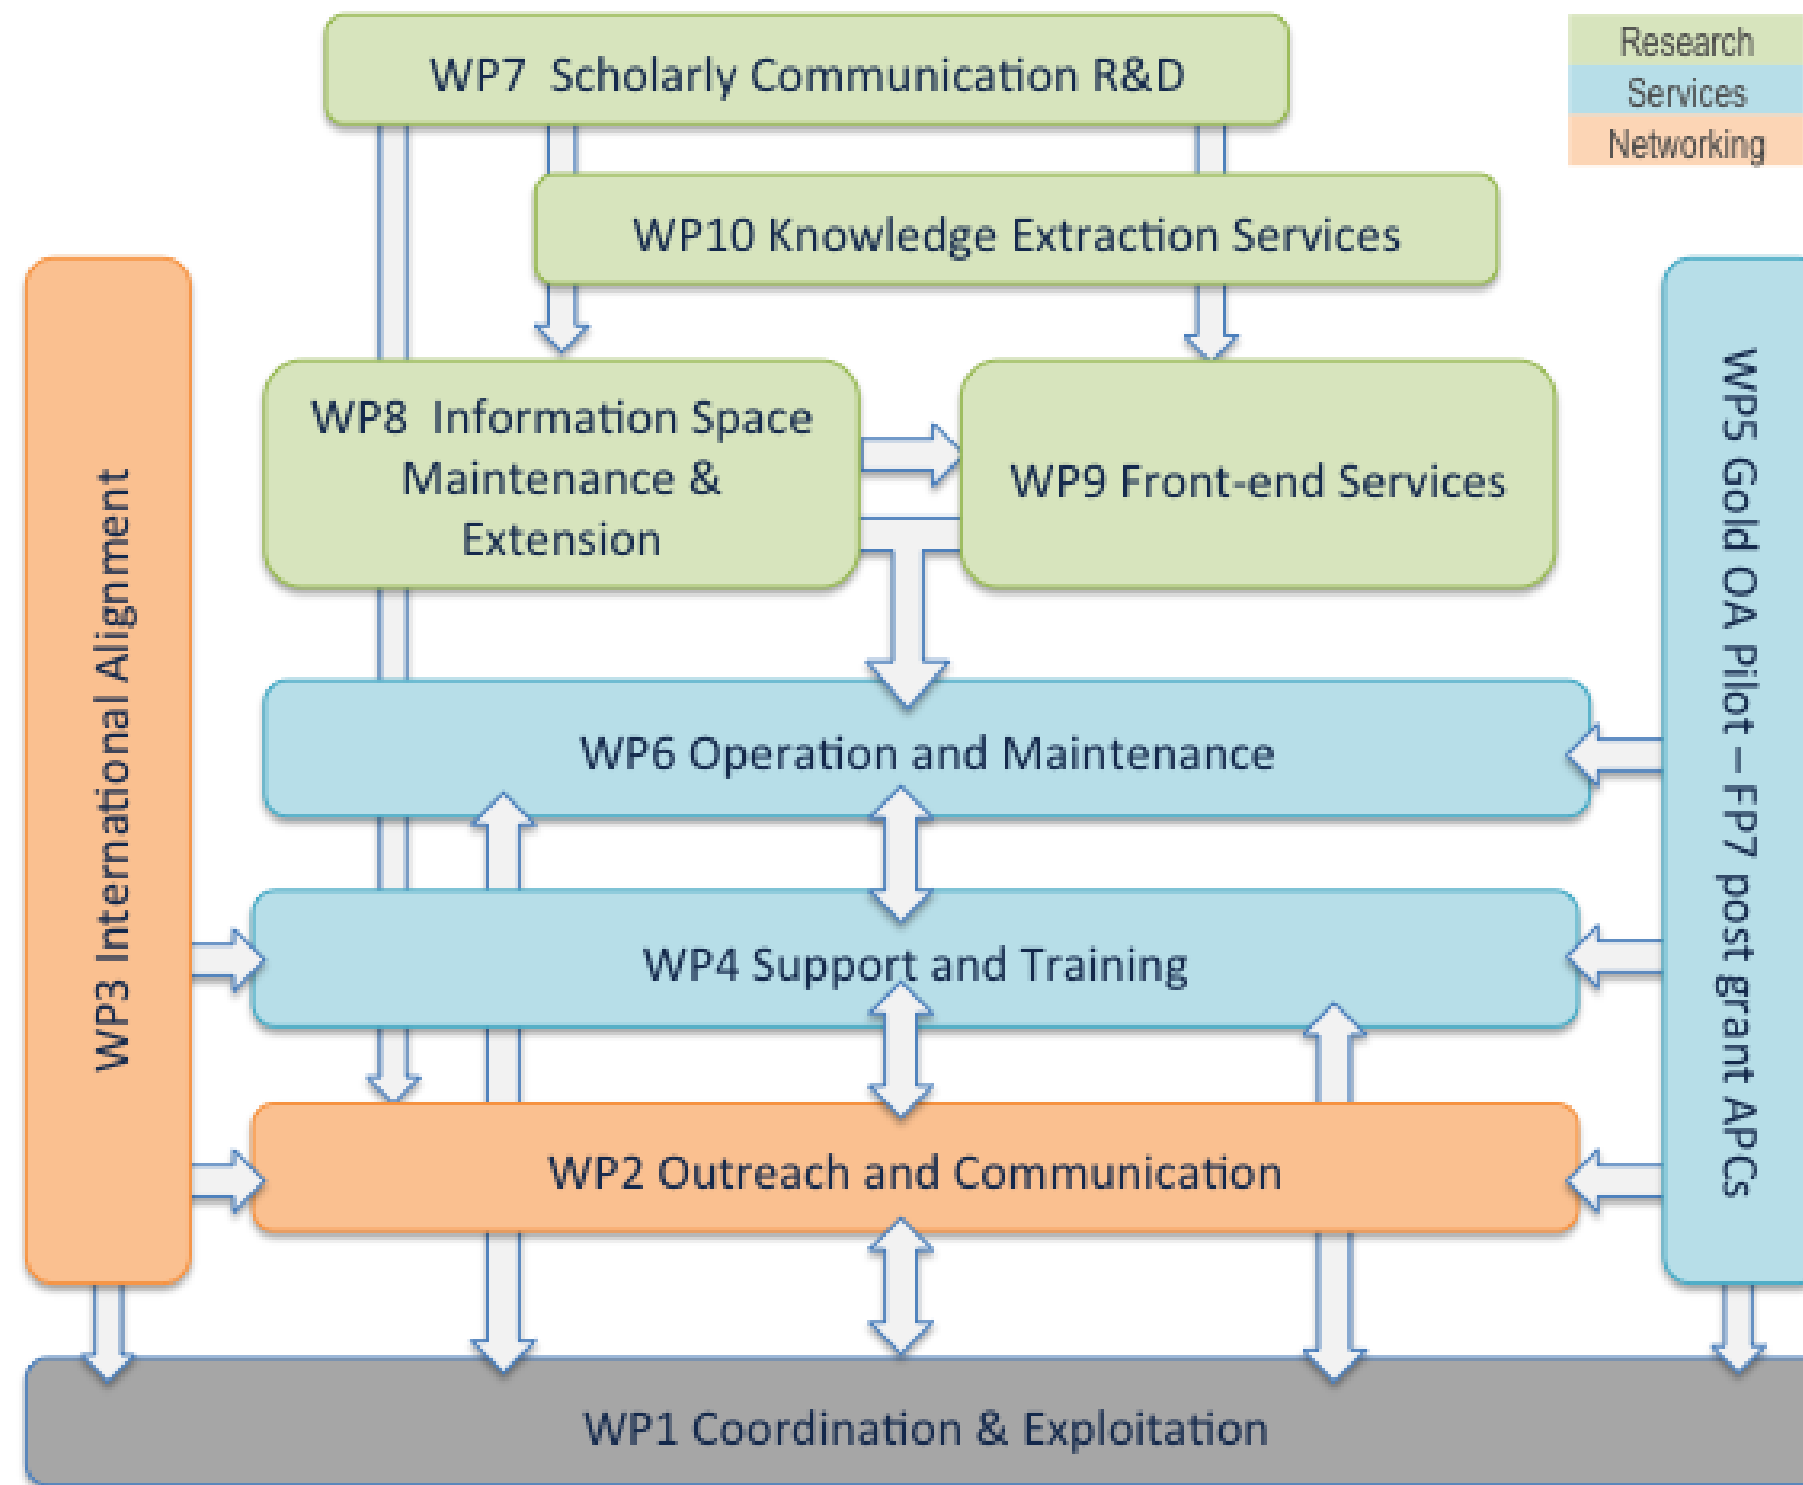 WP7 Scholarly Communication R&D
Research
Services
Networking
WP10 Knowledge Extraction Services
WP3 International Alignment
WP8 Information Space
Maintenance &
Extension
WP9 Front-end Services
WP5 Gold OA Pilot – FP7 post grant APCs
WP6 Operation and Maintenance
WP4 Support and Training
WP2 Outreach and Communication
WP1 Coordination & Exploitation